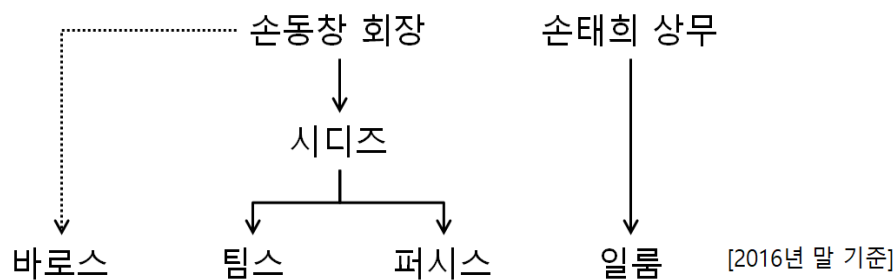 손동창 회장 손태희 상무
시디즈
바로스 팀스 퍼시스 일룸 [2016년 말 기준]